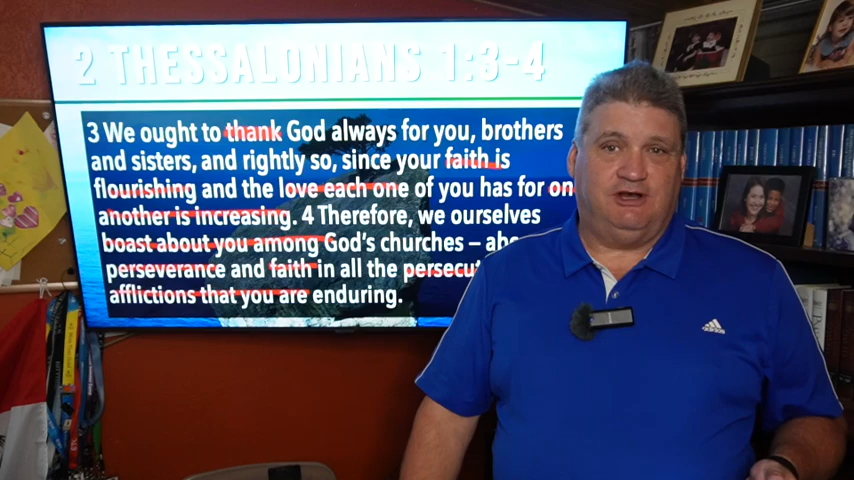 2 THESSALONIANS 1:3-4
3 We ought to thank God always for you, brothers
and sisters, and rightly so, since your faith is
flourishing and the love each one of you has for on
another is increasing. 4 Therefore, we ourselves
boast about you among God's churches – abo
perseverance and faith in all the persecut
afflictions that you are enduring.